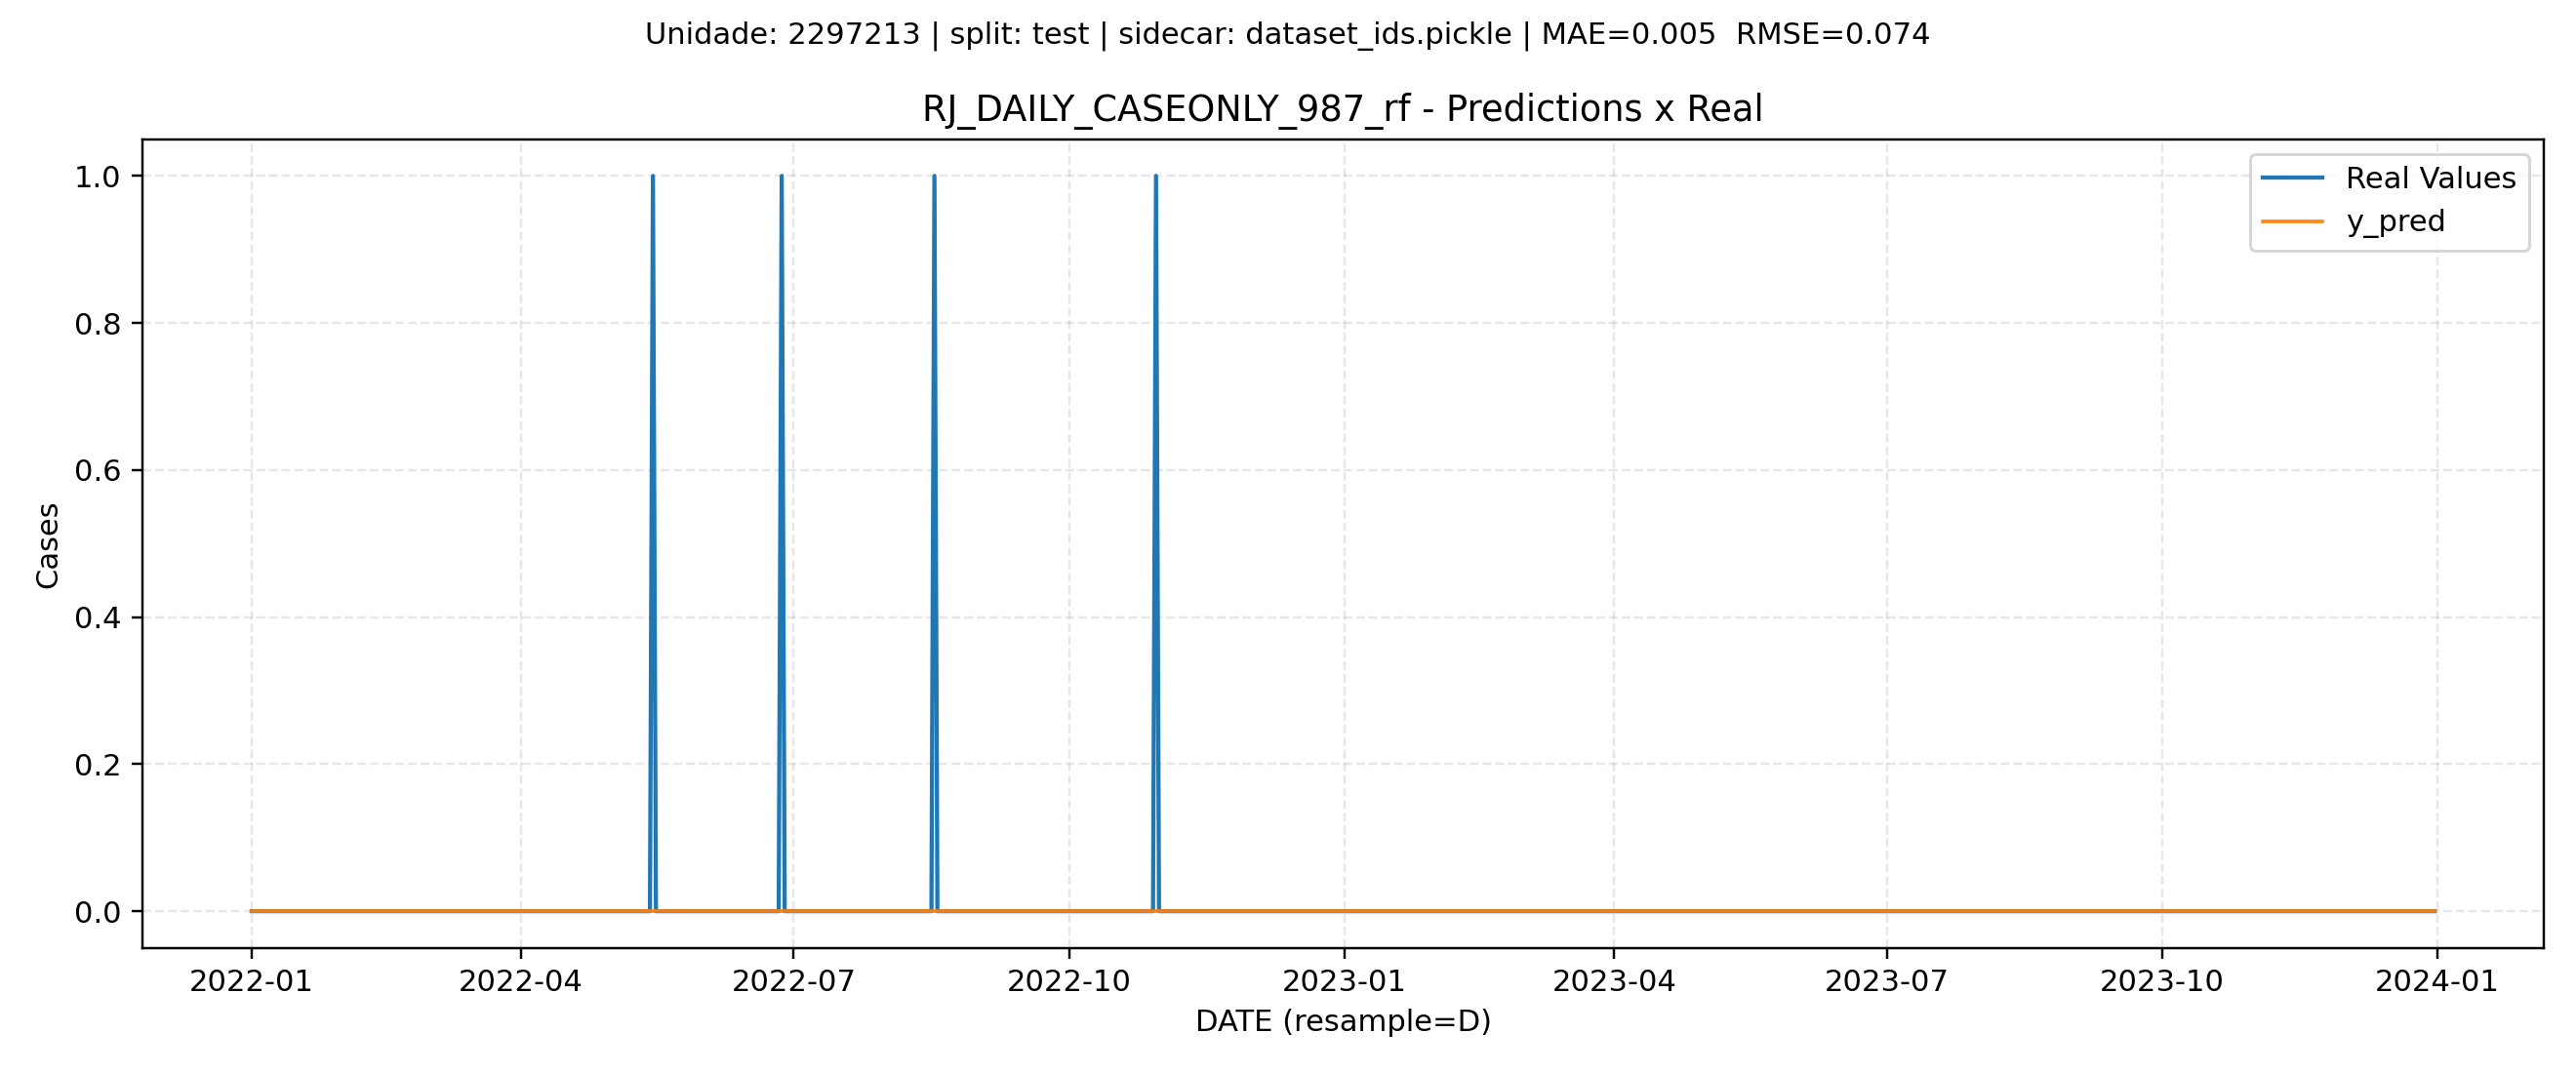 Unidade: 2297213 | split: test | sidecar: dataset_ids.pickle | MAE=0.005  RMSE=0.074
RJ_DAILY_CASEONLY_987_rf - Predictions x Real
Real Values
y_pred
1.0
0.8
0.6
0.4
0.2
0.0
Cases
2022-01 2022-04 2022-07 2022-10 2023-01 2023-04 2023-07 2023-10 2024-01
DATE (resample=D)